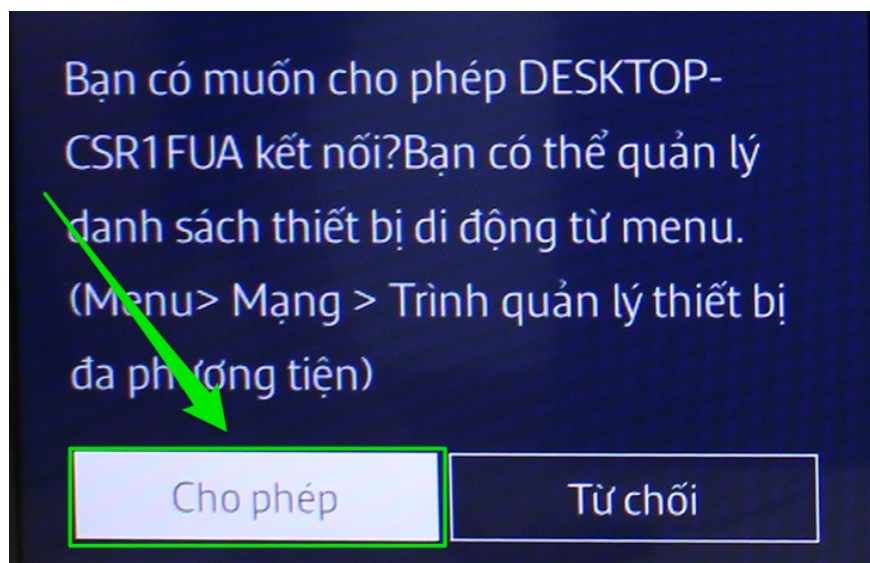 Bạn có muốn cho phép DESKTOP-
CSR1FUA kết nối?Bạn có thể quản lý
danh sách thiết bị di động từ menu.
(Menu> Mạng > Trình quản lý thiết bị
đa phương tiện)
Cho phép
Từ chối